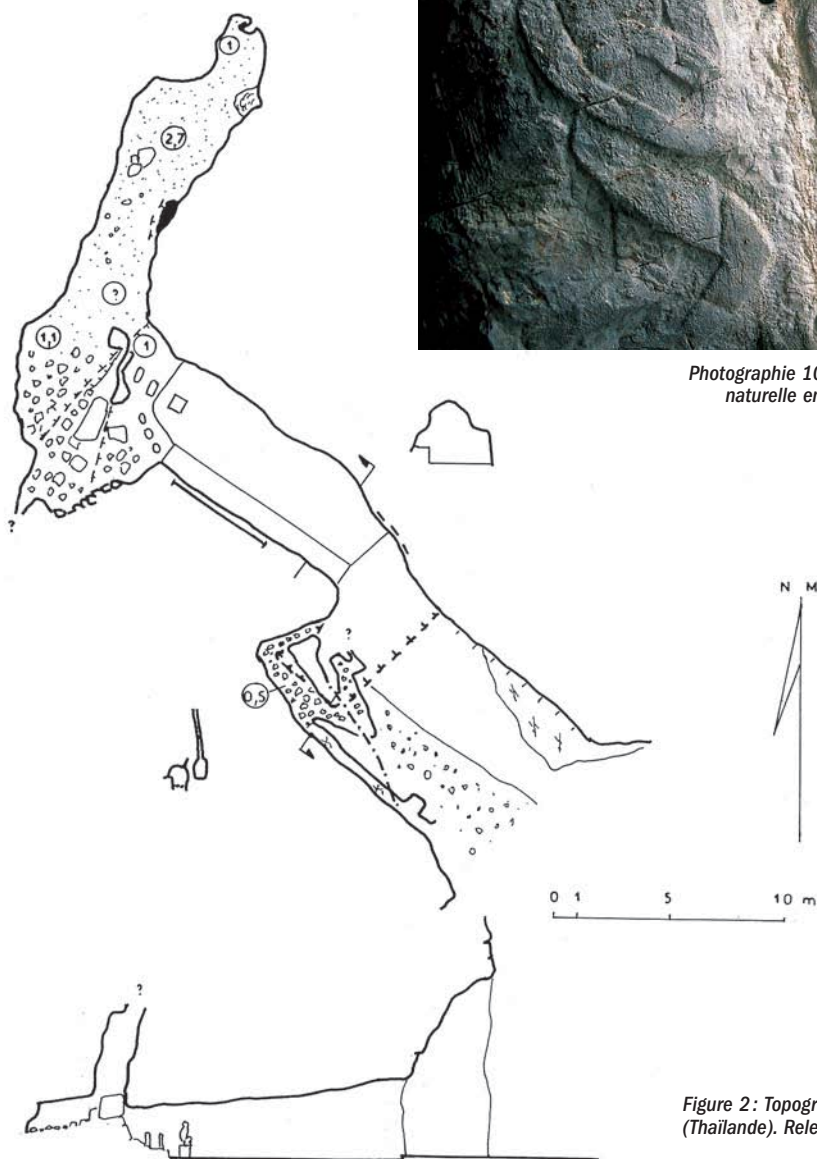 1
2,7
?
1,1
1
?
Photographie 10
naturelle en
?
0,5
N M
0 1 5 10 m
?
Figure 2 : Topogr
(Thaïlande). Rele